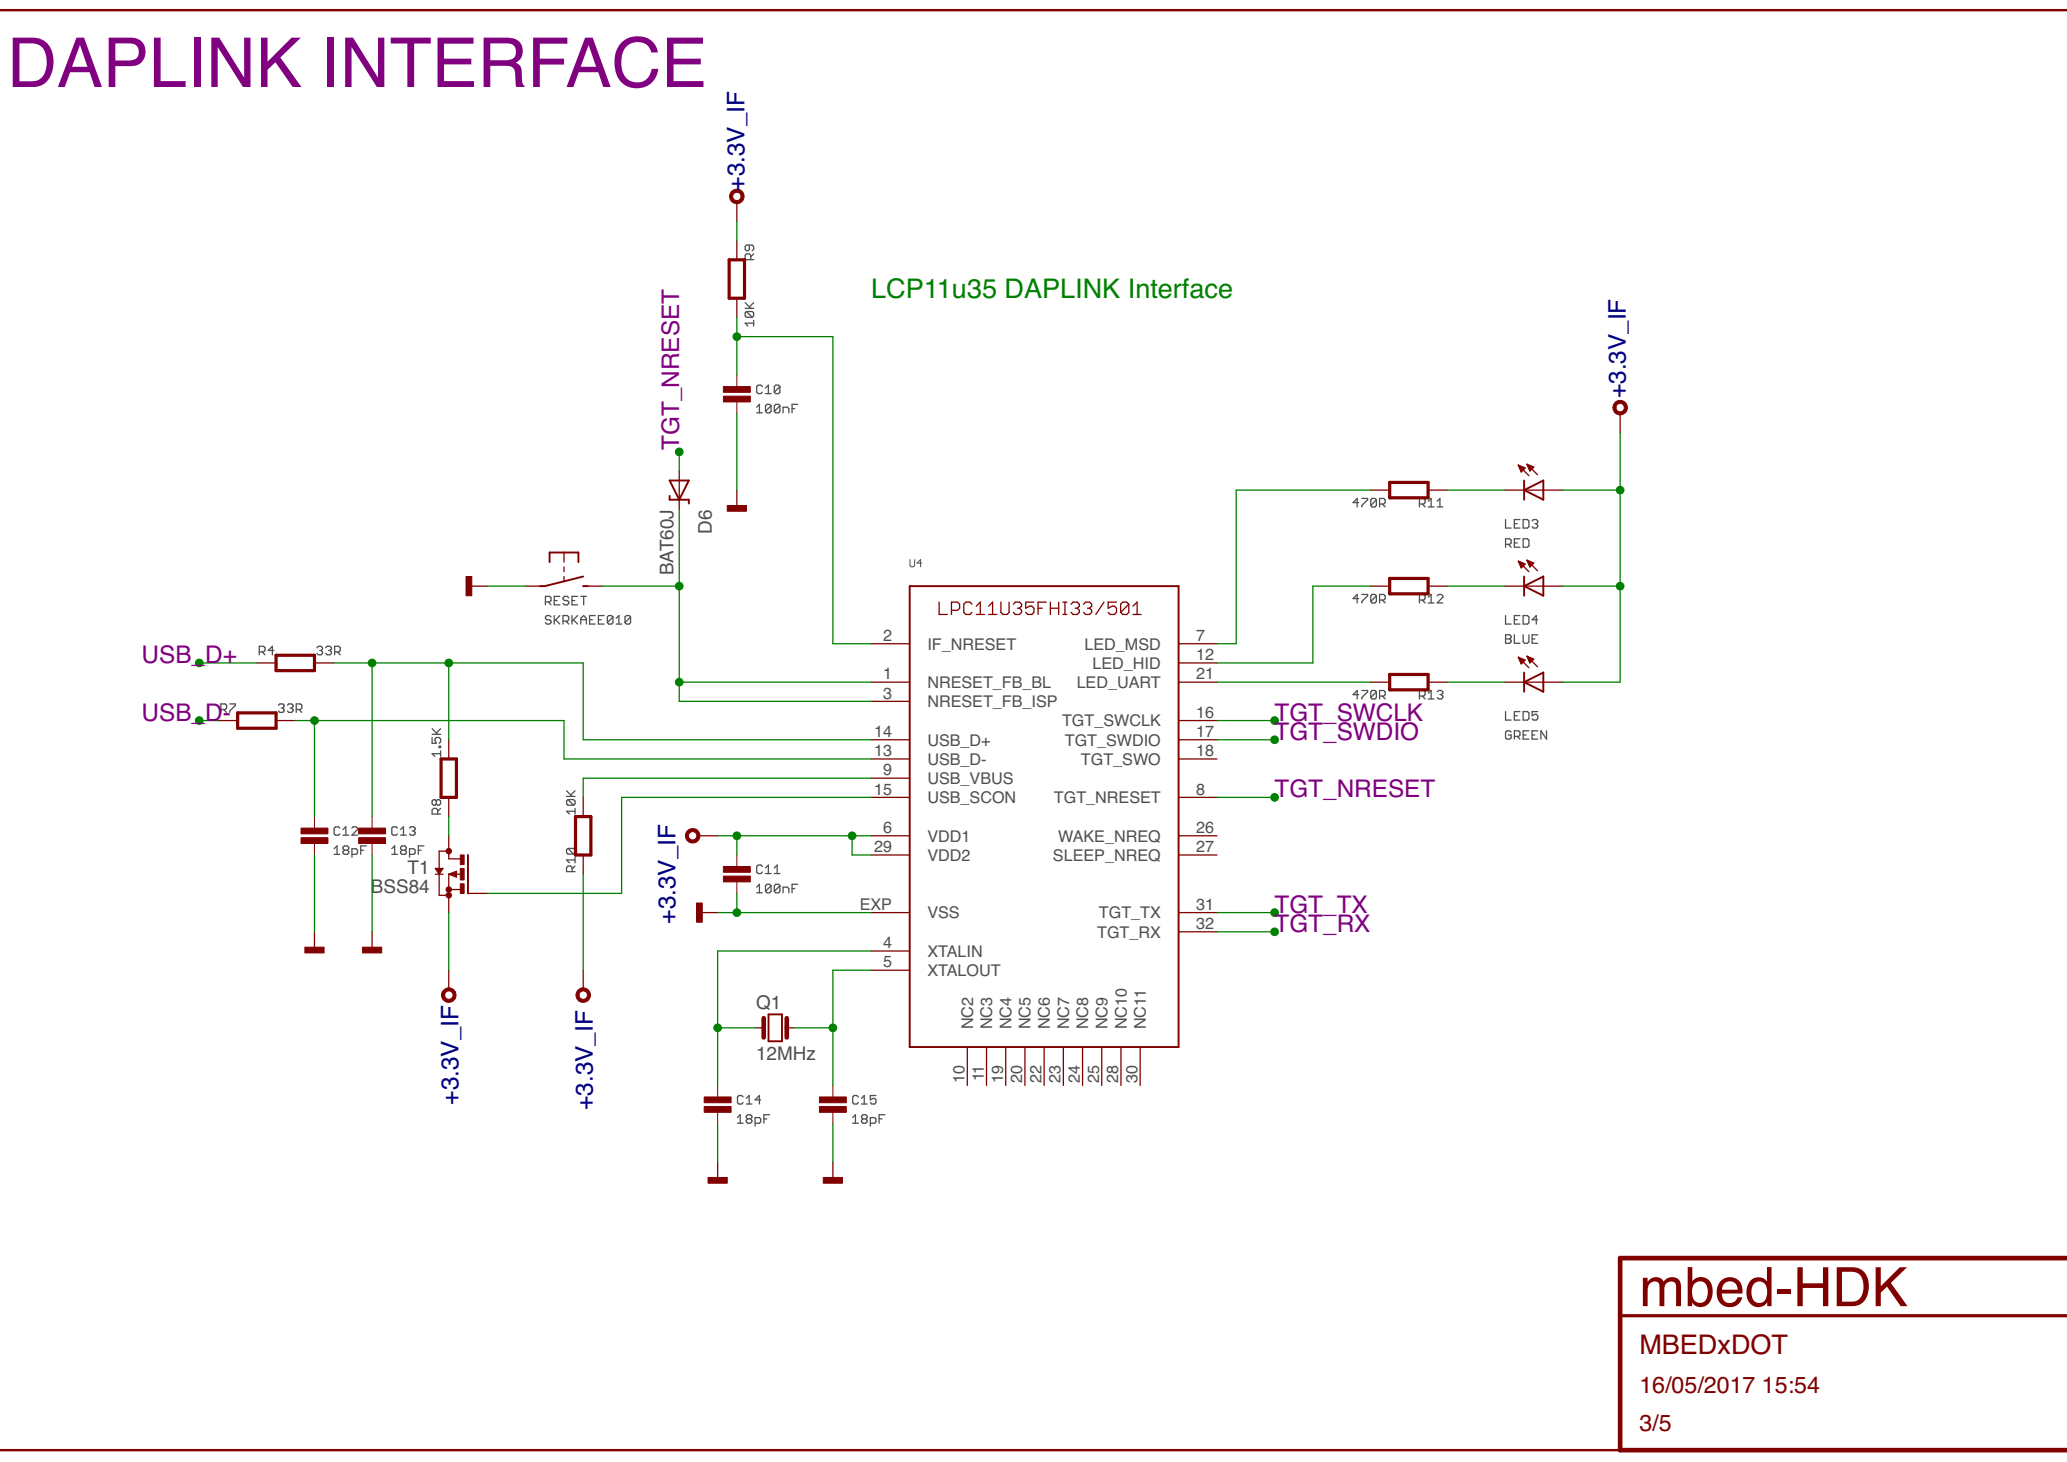 DAPLINK INTERFACE
+3.3V_IF
R9
10K
LCP11u35 DAPLINK Interface
TGT_NRESET
C10
100nF
+3.3V_IF
BAT60J
D6
RESET
SKRKAEE010
470R
R11
LED3
RED
470R
R12
LED4
BLUE
470R
R13
LED5
GREEN
U4
LPC11U35FHI33/501
2 IF_NRESET
1 NRESET_FB_BL
3 NRESET_FB_ISP
14 USB_D+
13 USB_D-
9 USB_VBUS
15 USB_SCON
6 VDD1
29 VDD2
EXP VSS
4 XTALIN
5 XTALOUT
LED_MSD 7
LED_HID 12
LED_UART 21
TGT_SWCLK 16 TGT_SWCLK
TGT_SWDIO 17 TGT_SWDIO
TGT_SWO 18
TGT_NRESET 8 TGT_NRESET
WAKE_NREQ 26
SLEEP_NREQ 27
TGT_TX 31 TGT_TX
TGT_RX 32 TGT_RX
NC2 NC3 NC4 NC5 NC6 NC7 NC8 NC9 NC10 NC11
10 11 19 20 22 23 24 25 28 30
USB_D+
R4
33R
USB_D-
R7
33R
1.5K
R8
10K
R10
C12
18pF
C13
18pF
T1
BSS84
+3.3V_IF
C11
100nF
+3.3V_IF
+3.3V_IF
Q1
12MHz
C14
18pF
C15
18pF
mbed-HDK
MBEDxDOT
16/05/2017 15:54
3/5